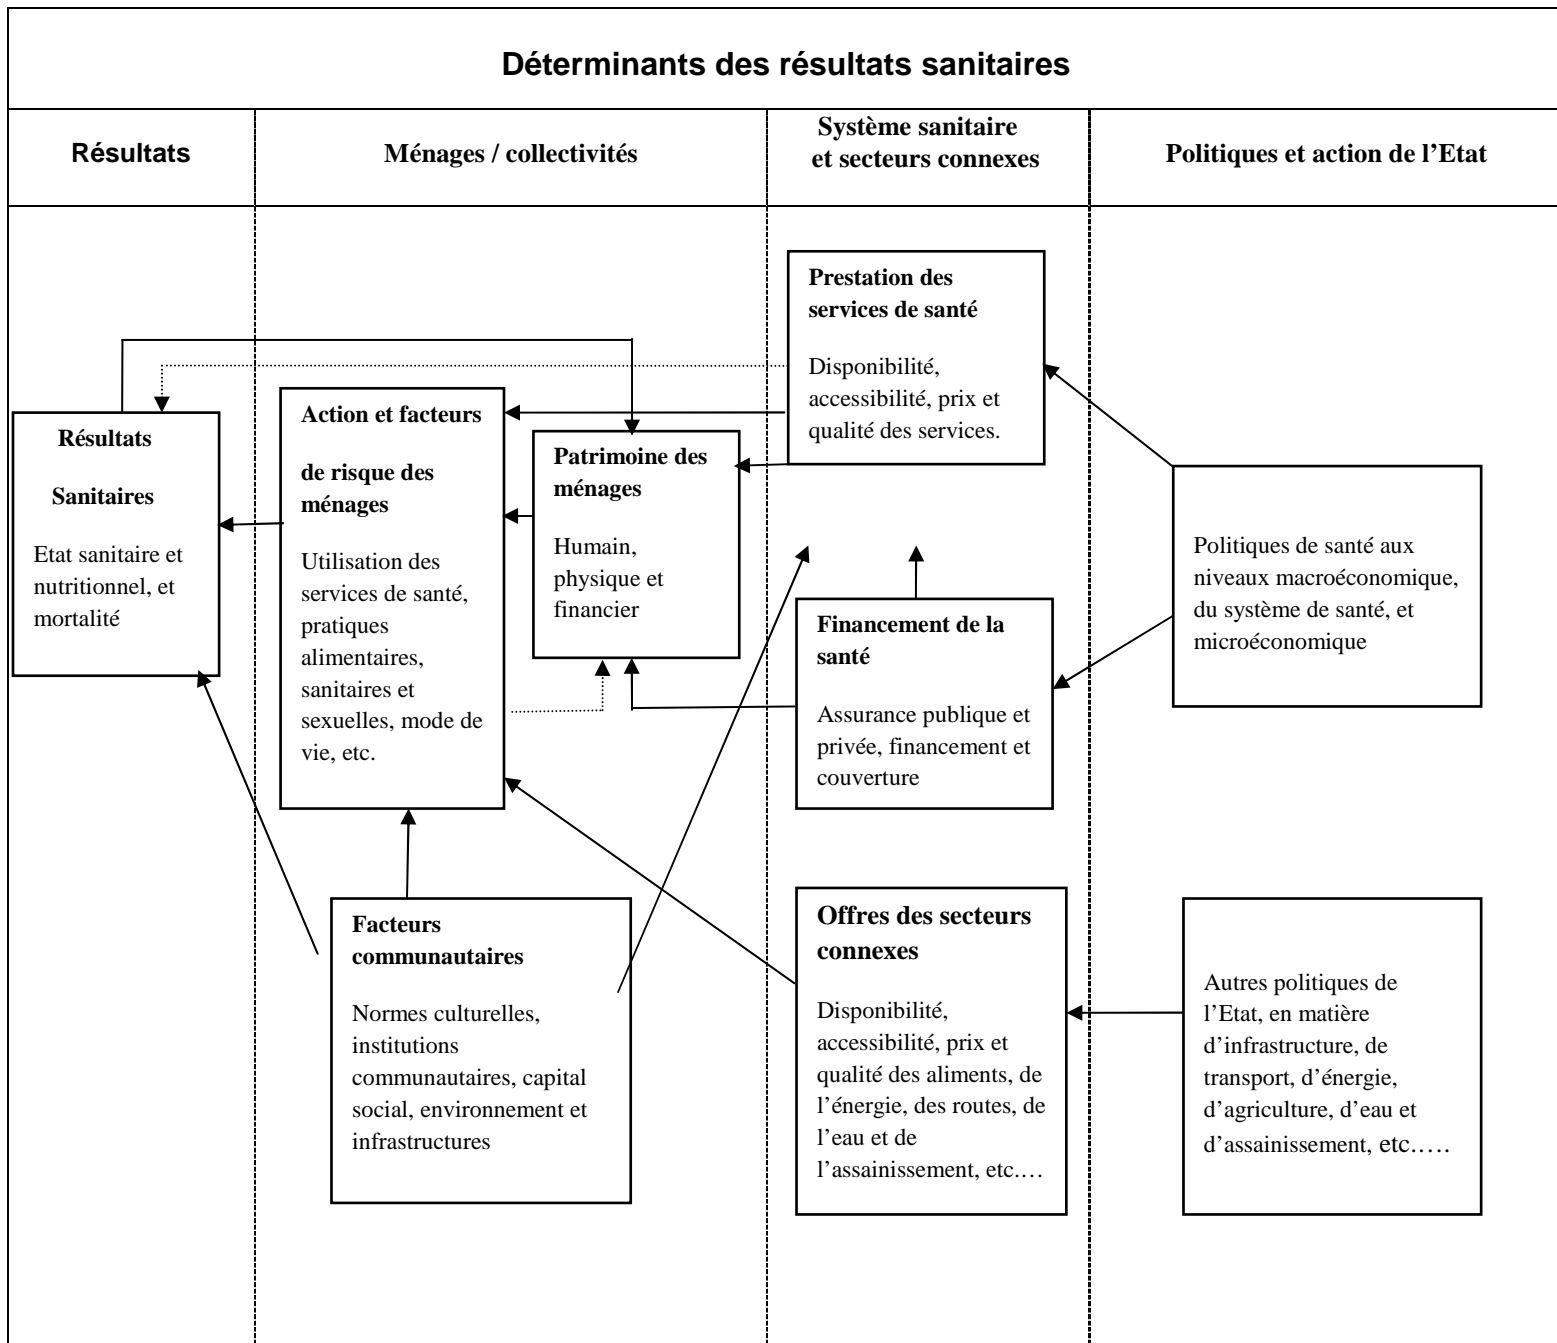 Déterminants des résultats sanitaires
Résultats
Ménages / collectivités
Système sanitaire
et secteurs connexes
Politiques et action de l’Etat
Résultats
Sanitaires
Etat sanitaire et
nutritionnel, et
mortalité
Action et facteurs
de risque des
ménages
Utilisation des
services de santé,
pratiques
alimentaires,
sanitaires et
sexuelles, mode de
vie, etc.
Patrimoine des
ménages
Humain,
physique et
financier
Facteurs
communautaires
Normes culturelles,
institutions
communautaires, capital
social, environnement et
infrastructures
Prestation des
services de santé
Disponibilité,
accessibilité, prix et
qualité des services.
Financement de la
santé
Assurance publique et
privée, financement et
couverture
Offres des secteurs
connexes
Disponibilité,
accessibilité, prix et
qualité des aliments, de
l’énergie, des routes, de
l’eau et de
l’assainissement, etc.…
Politiques de santé aux
niveaux macroéconomique,
du système de santé, et
microéconomique
Autres politiques de
l’Etat, en matière
d’infrastructure, de
transport, d’énergie,
d’agriculture, d’eau et
d’assainissement, etc.….